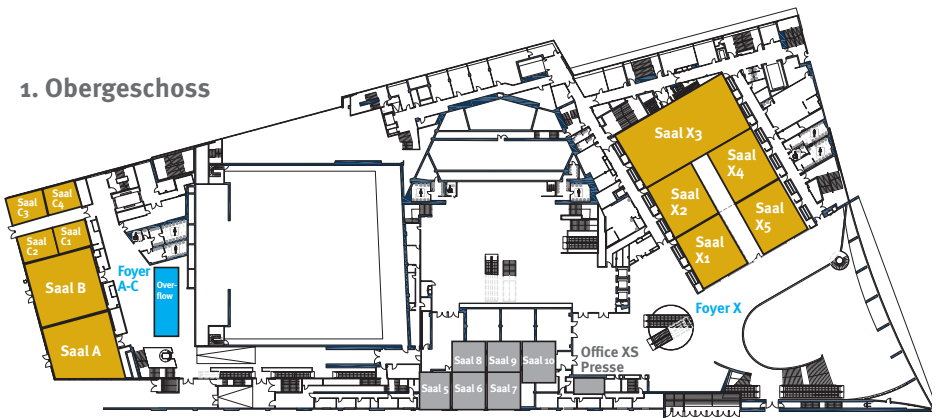 1. Obergeschoss
Saal
C3
Saal
C4
Saal
C2
Saal
C1
Saal B
Saal A
Foyer
A-C
Over-
flow
Saal X3
Saal
X4
Saal
X2
Saal
X5
Saal
X1
Foyer X
Office XS
Presse
Saal 8
Saal 9
Saal 10
Saal 5
Saal 6
Saal 7